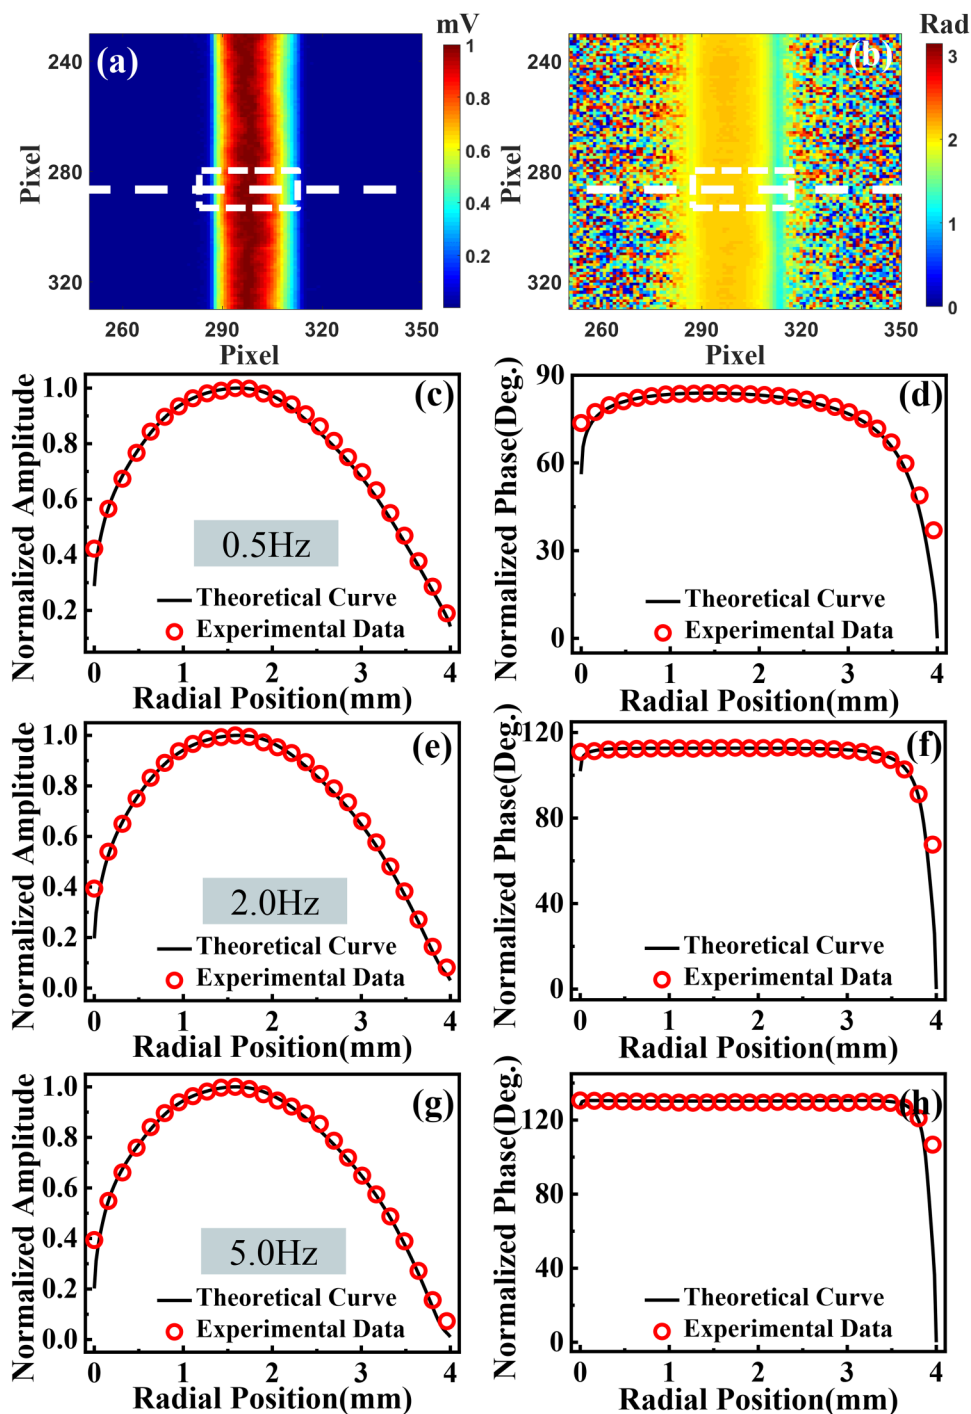 mV
Rad
(a)
(b)
240
280
320
Pixel
260
290
320
350
Pixel
1
0.8
0.6
0.4
0.2
240
280
320
Pixel
260
290
320
350
Pixel
3
2
1
0
Normalized Amplitude
1.0
0.8
0.6
0.4
0.2
(c)
0.5Hz
Theoretical Curve
Experimental Data
0 1 2 3 4
Radial Position(mm)
Normalized Phase(Deg.)
90
60
30
0
(d)
Theoretical Curve
Experimental Data
0 1 2 3 4
Radial Position(mm)
Normalized Amplitude
1.0
0.8
0.6
0.4
0.2
0.0
(e)
2.0Hz
Theoretical Curve
Experimental Data
0 1 2 3 4
Radial Position(mm)
Normalized Phase(Deg.)
120
80
40
0
(f)
Theoretical Curve
Experimental Data
0 1 2 3 4
Radial Position(mm)
Normalized Amplitude
1.0
0.8
0.6
0.4
0.2
0.0
(g)
5.0Hz
Theoretical Curve
Experimental Data
0 1 2 3 4
Radial Position(mm)
Normalized Phase(Deg.)
120
80
40
0
(h)
Theoretical Curve
Experimental Data
0 1 2 3 4
Radial Position(mm)